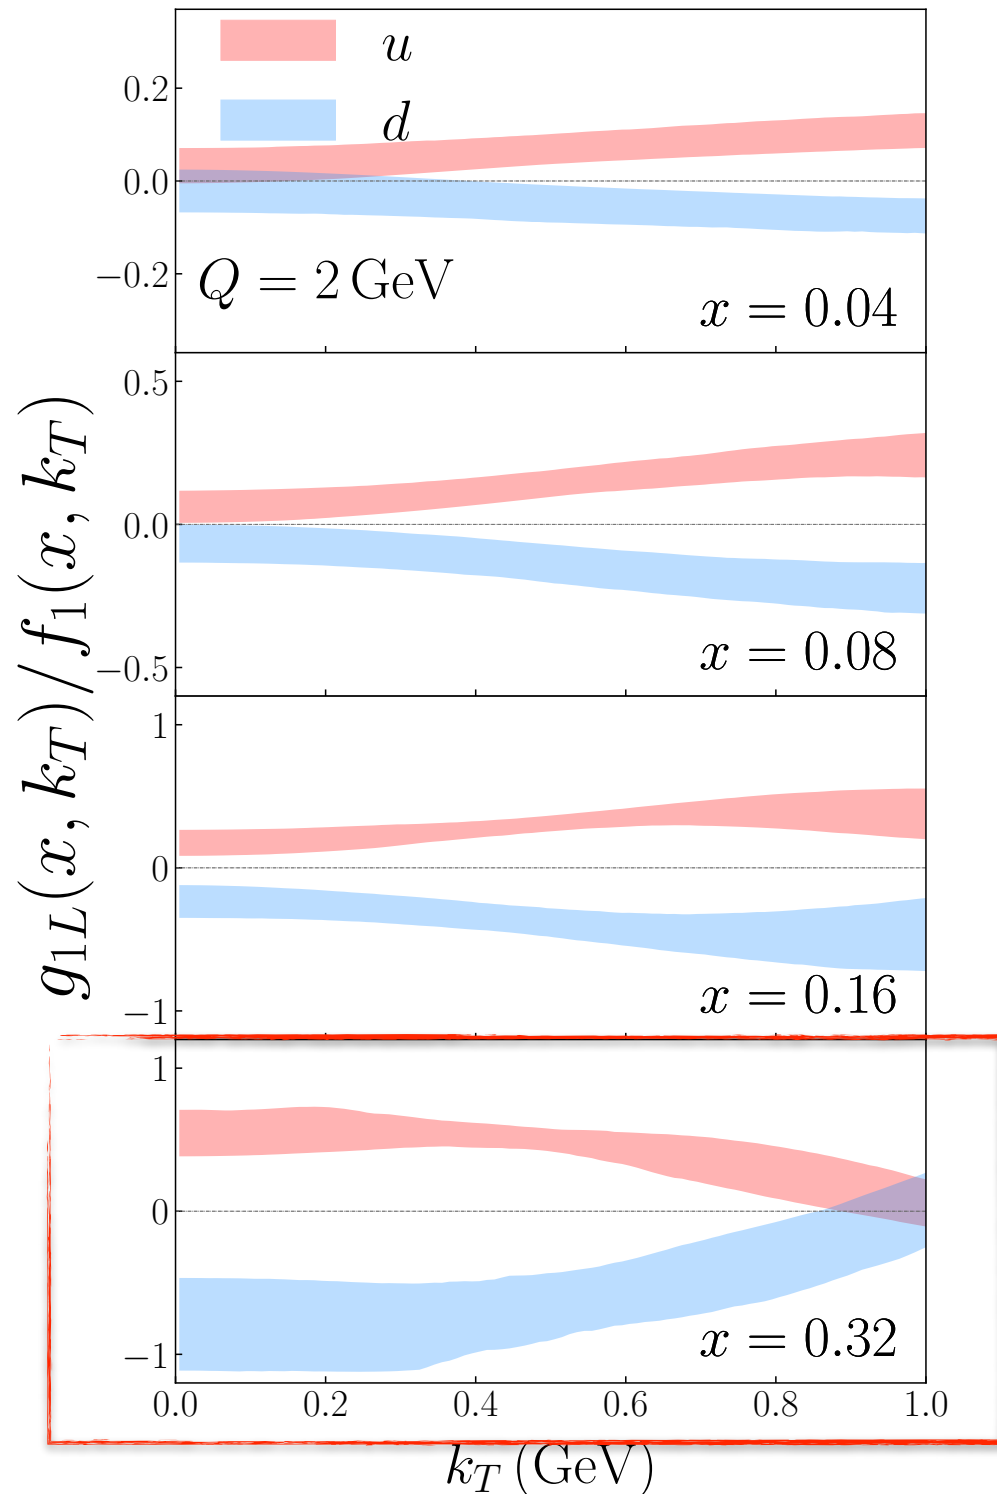 u
d
0.2
0.0
−0.2
Q = 2 GeV
x = 0.04
0.5
0.0
−0.5
x = 0.08
g₁L(x, kT)/f₁(x, kT)
1
0
−1
x = 0.16
1
0
−1
x = 0.32
0.0 0.2 0.4 0.6 0.8 1.0
kT (GeV)